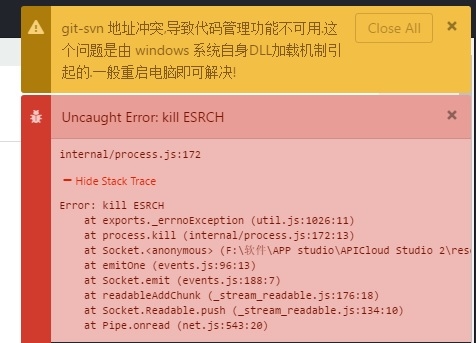 git-svn 地址冲突,导致代码管理功能不可用,这
个问题是由 windows 系统自身DLL加载机制引
起的,一般重启电脑即可解决!
Close All
Uncaught Error: kill ESRCH
internal/process.js:172
Hide Stack Trace
Error: kill ESRCH
at exports._errnoException (util.js:1026:11)
at process.kill (internal/process.js:172:13)
at Socket.<anonymous> (F:\软件\APP studio\APICloud Studio 2\reso
at emitOne (events.js:96:13)
at Socket.emit (events.js:188:7)
at readableAddChunk (_stream_readable.js:176:18)
at Socket.Readable.push (_stream_readable.js:134:10)
at Pipe.onread (net.js:543:20)